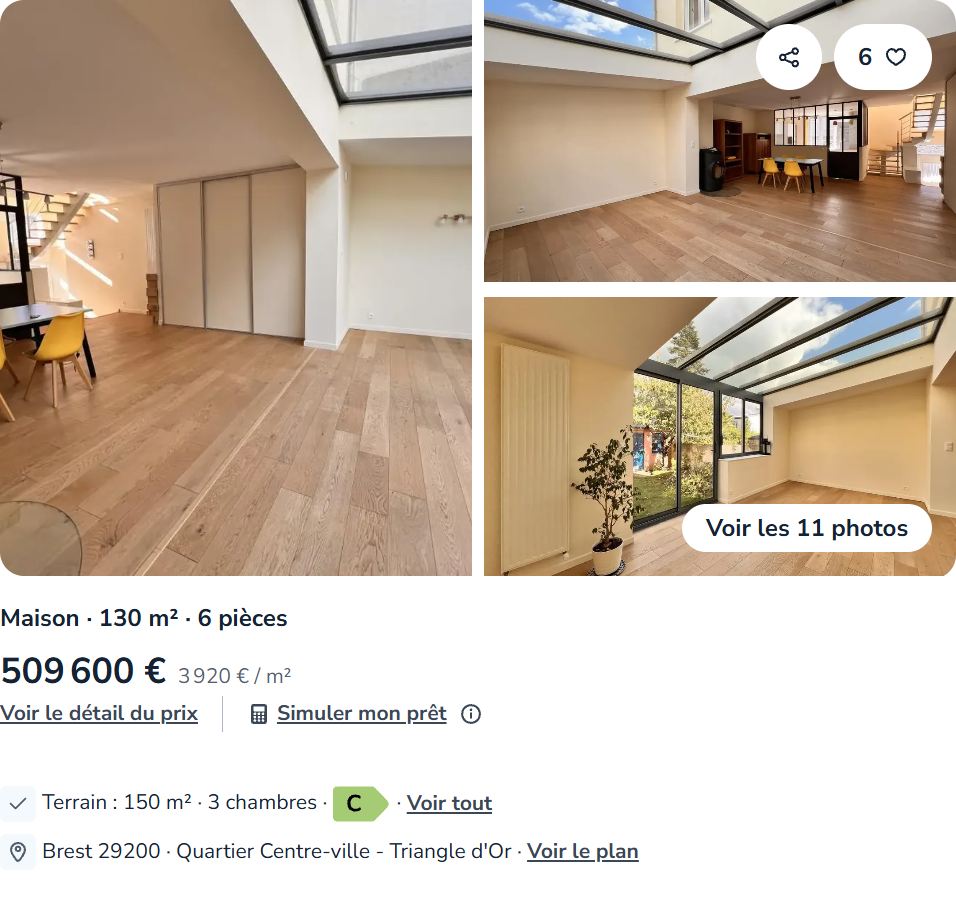 6
Voir les 11 photos
Maison · 130 m² · 6 pièces
509 600 € 3 920 € / m²
Voir le détail du prix Simuler mon prêt
Terrain : 150 m² · 3 chambres · C · Voir tout
Brest 29200 · Quartier Centre-ville - Triangle d'Or · Voir le plan